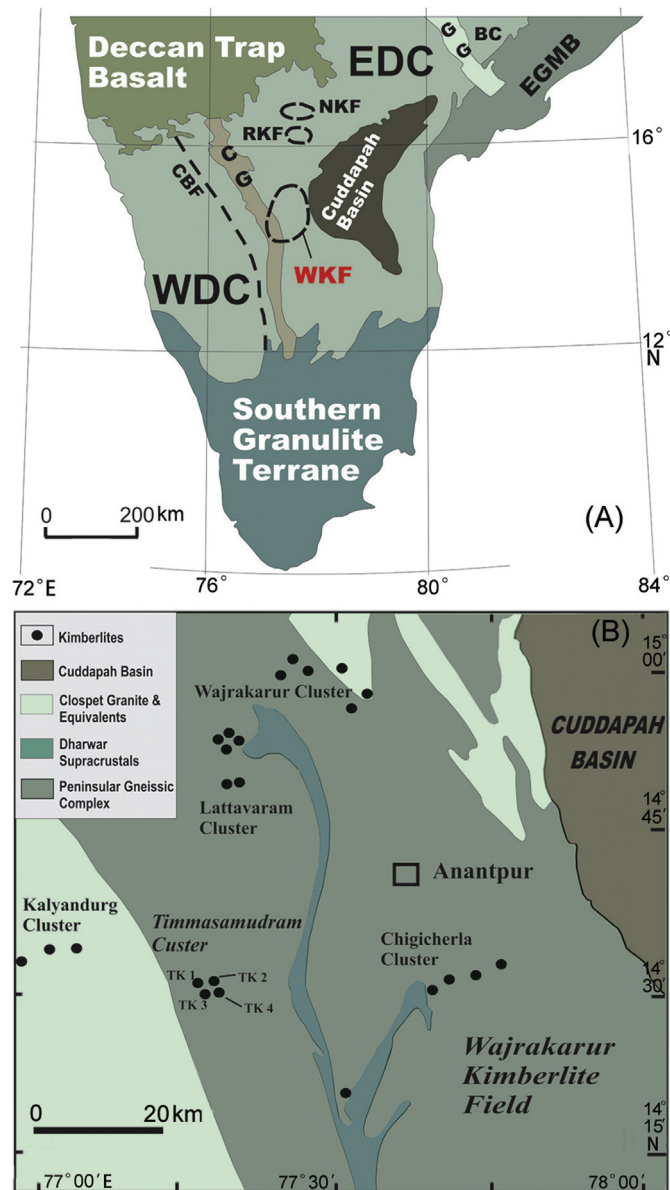 Deccan Trap
Basalt
EDC
G
G
BC
EGMB
NKF
RKF
16°
C
G
CBF
Cuddapah
Basin
WKF
WDC
12°
N
Southern
Granulite
Terrane
0 200 km
(A)
72°E 76° 80° 84°
Kimberlites
Cuddapah Basin
Clospet Granite &
Equivalents
Dharwar
Supracrustals
Peninsular Gneissic
Complex
(B)
15°
00′
Wajrakarur Cluster
CUDDAPAH
BASIN
Lattavaram
Cluster
14°
45′
Anantpur
Kalyandurg
Cluster
Timmasamudram
Custer
Chigicherla
Cluster
TK 1
TK 2
TK 3
TK 4
14°
30′
Wajrakarur
Kimberlite
Field
0 20 km
14°
15′
N
77°00′E 77°30′ 78°00′